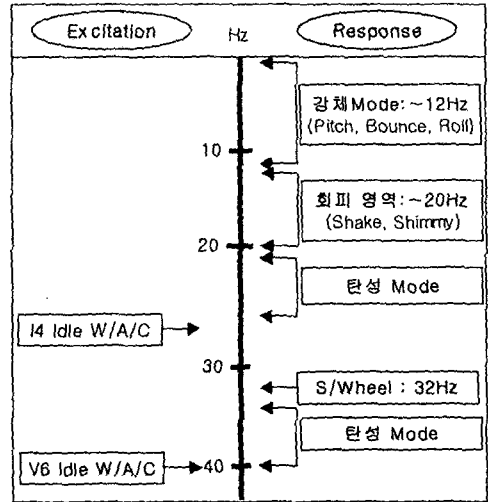 Excitation
Hz
Response
강체Mode:~12Hz
(Pitch, Bounce, Roll)
10
회피 영역:~20Hz
(Shake, Shimmy)
20
탄성 Mode
I4 Idle W/A/C
30
S/Wheel : 32Hz
탄성 Mode
V6 Idle W/A/C
40